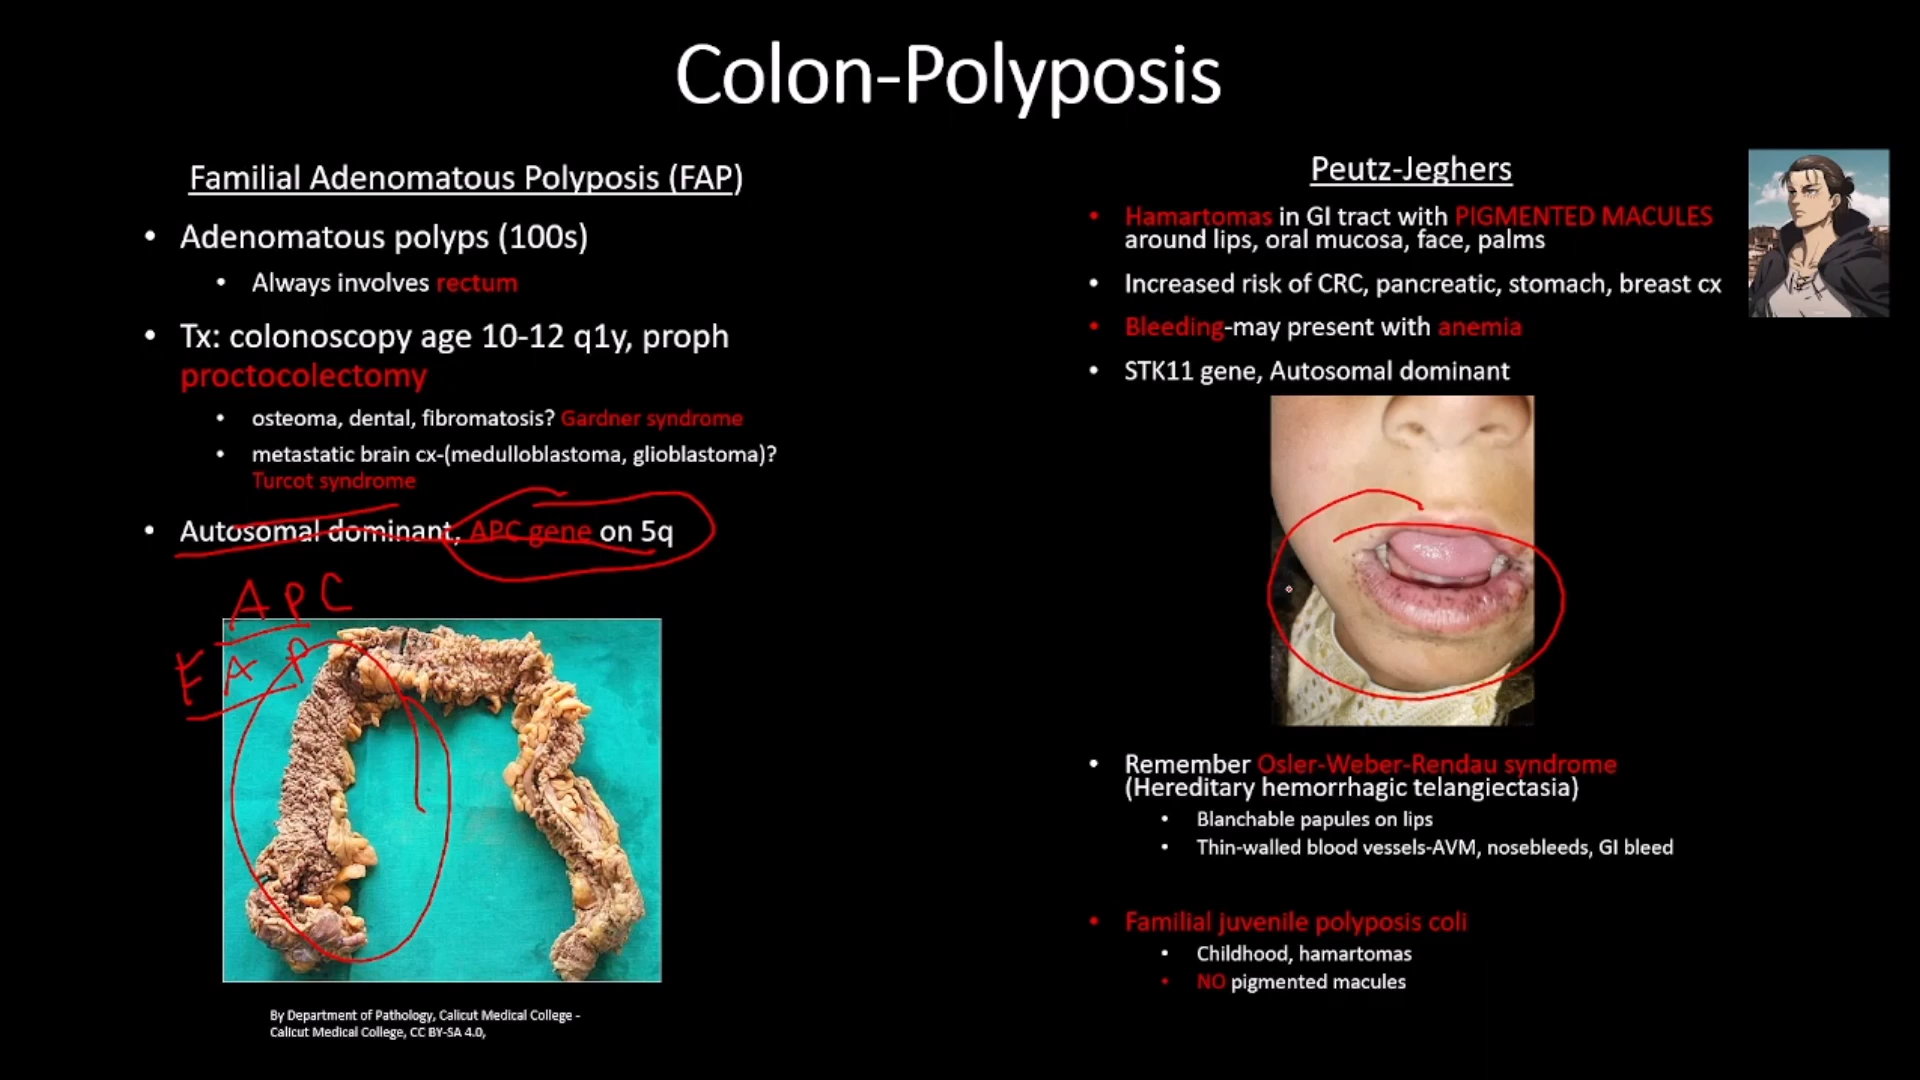 Colon-Polyposis
Familial Adenomatous Polyposis (FAP)
• Adenomatous polyps (100s)
• Always involves rectum
• Tx: colonoscopy age 10-12 q1y, proph
proctocolectomy
• osteoma, dental, fibromatosis? Gardner syndrome
• metastatic brain cx-(medulloblastoma, glioblastoma)?
Turcot syndrome
• Autosomal dominant, APC gene on 5q
APC
FAP
By Department of Pathology, Calicut Medical College -
Calicut Medical College, CC BY-SA 4.0,
Peutz-Jeghers
• Hamartomas in GI tract with PIGMENTED MACULES
around lips, oral mucosa, face, palms
• Increased risk of CRC, pancreatic, stomach, breast cx
• Bleeding-may present with anemia
• STK11 gene, Autosomal dominant
• Remember Osler-Weber-Rendau syndrome
(Hereditary hemorrhagic telangiectasia)
• Blanchable papules on lips
• Thin-walled blood vessels-AVM, nosebleeds, GI bleed
• Familial juvenile polyposis coli
• Childhood, hamartomas
• NO pigmented macules